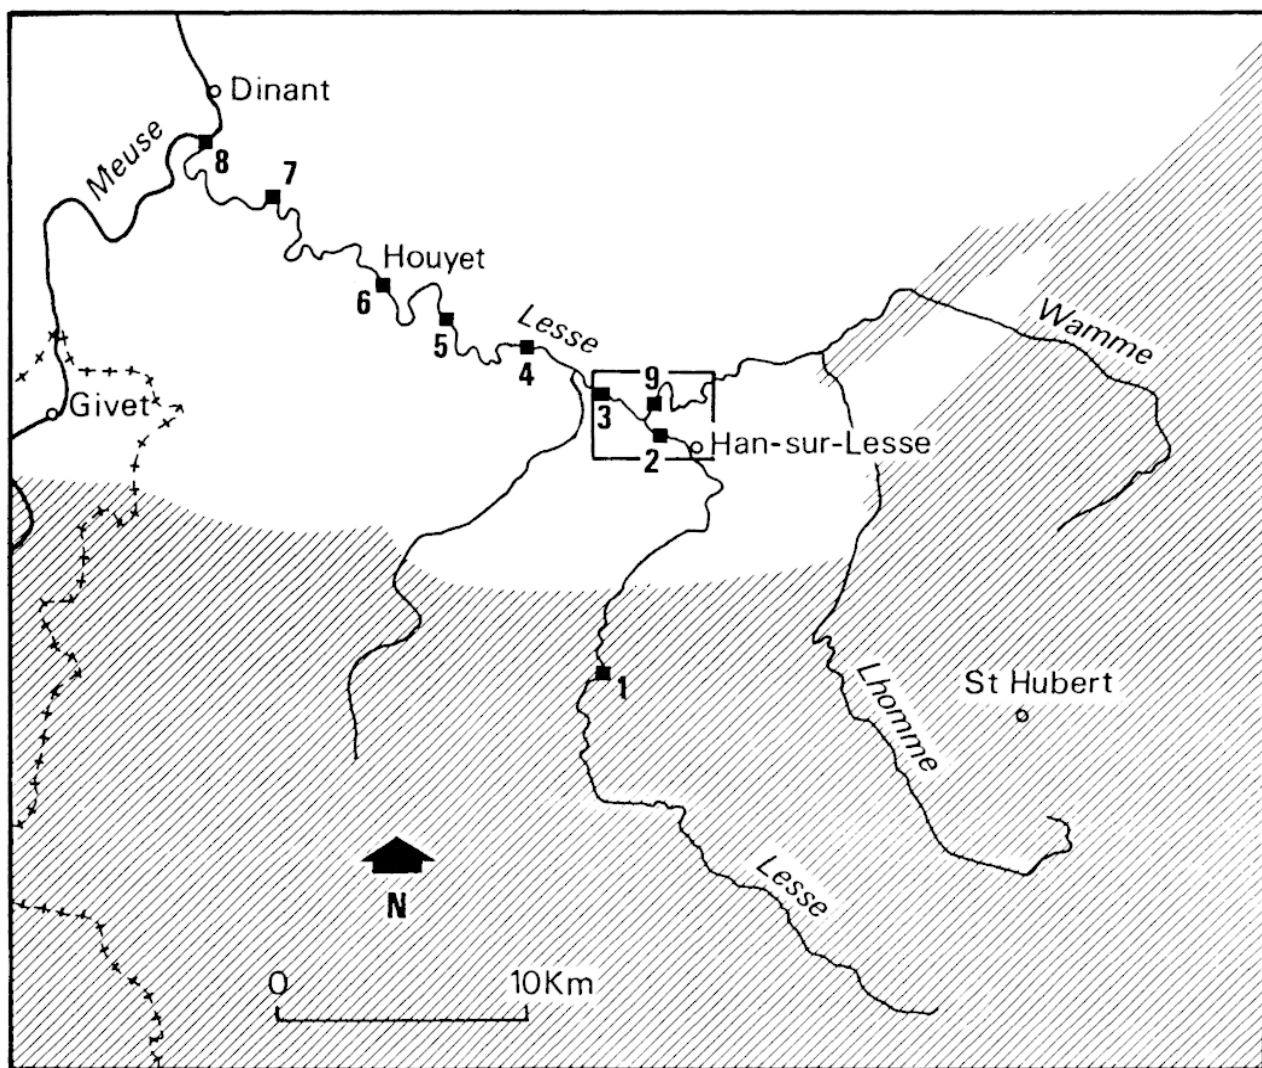 Dinant
Meuse
8
7
Houyet
6
5
Lesse
4
Wamme
9
3
Givet
Han-sur-Lesse
2
1
Lhomme
St Hubert
Lesse
N
0 10Km